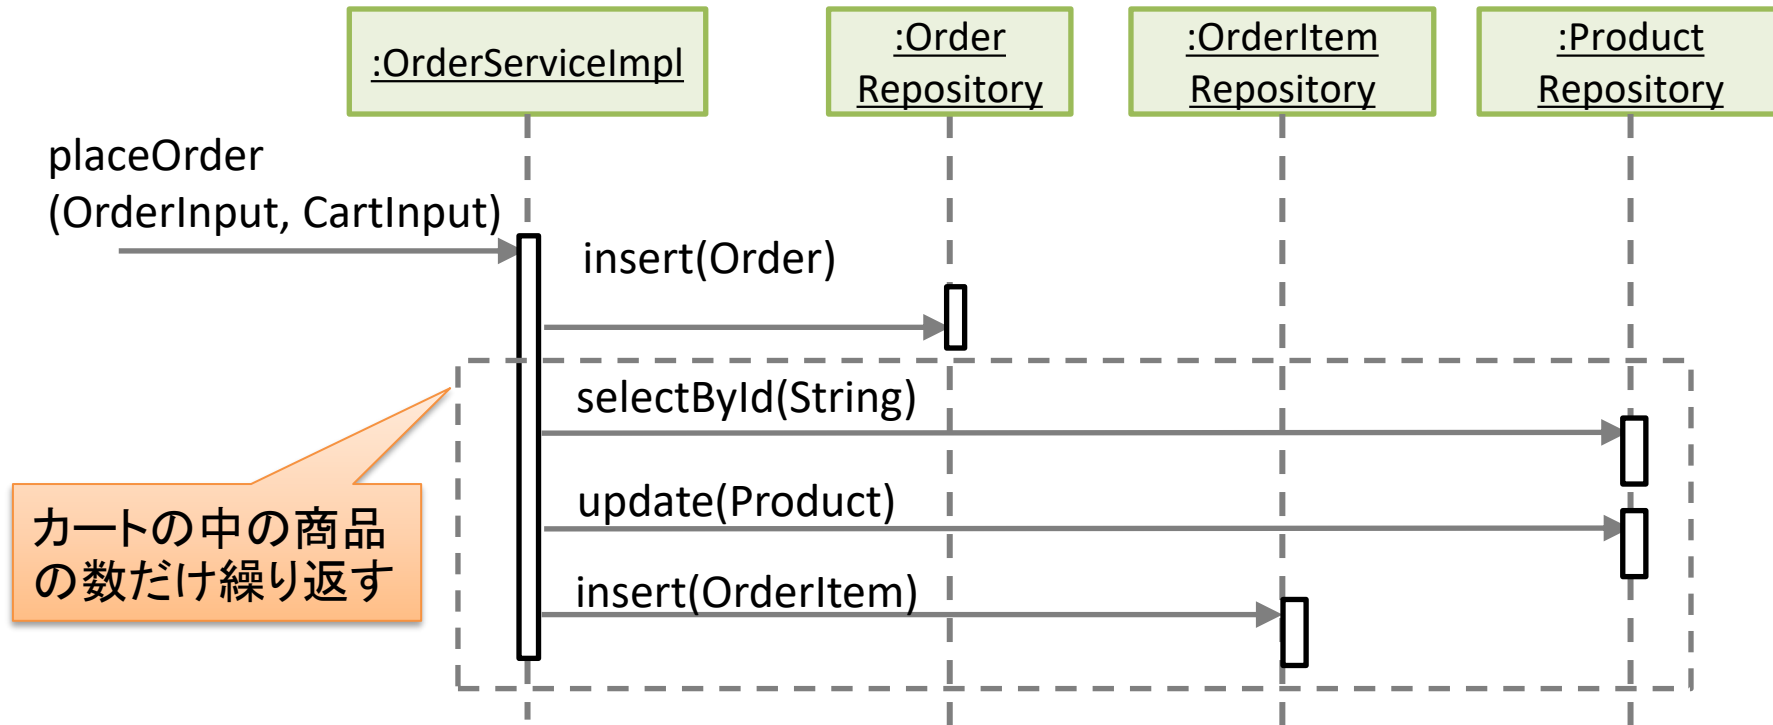 :OrderServiceImpl
:Order
Repository
:OrderItem
Repository
:Product
Repository
placeOrder
(OrderInput, CartInput)
insert(Order)
selectById(String)
update(Product)
insert(OrderItem)
カートの中の商品
の数だけ繰り返す